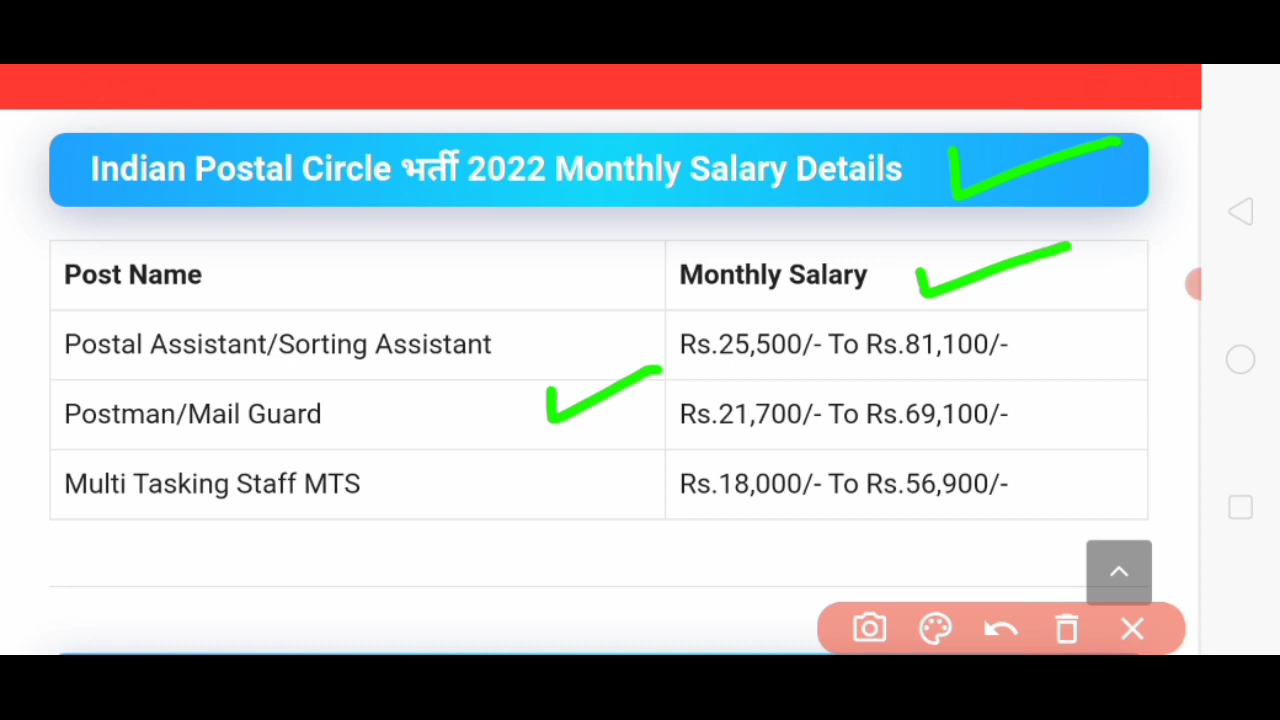 Indian Postal Circle भर्ती 2022 Monthly Salary Details
Post Name Monthly Salary
Postal Assistant/Sorting Assistant Rs.25,500/- To Rs.81,100/-
Postman/Mail Guard Rs.21,700/- To Rs.69,100/-
Multi Tasking Staff MTS Rs.18,000/- To Rs.56,900/-